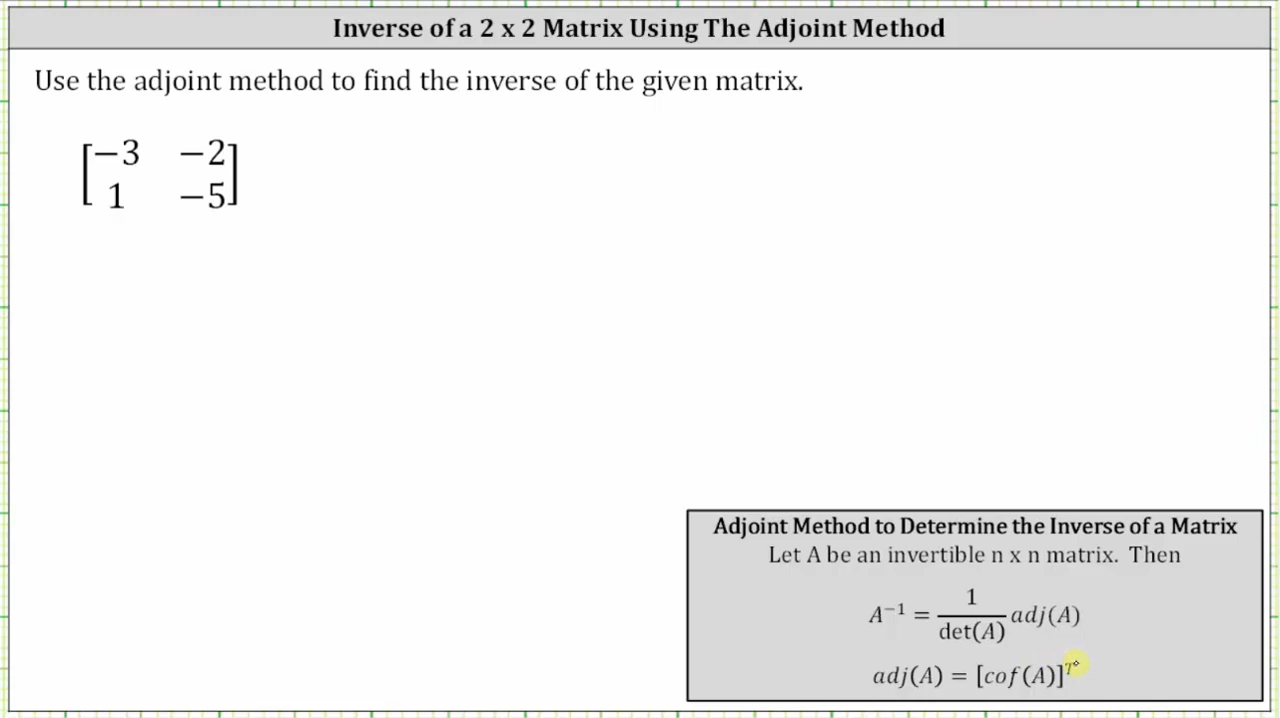 Inverse of a 2 x 2 Matrix Using The Adjoint Method
Use the adjoint method to find the inverse of the given matrix.
[−3 −2]
[1 −5]
Adjoint Method to Determine the Inverse of a Matrix
Let A be an invertible n x n matrix. Then
A⁻¹ = 1/det(A) adj(A)
adj(A) = [cof(A)]ᵀ